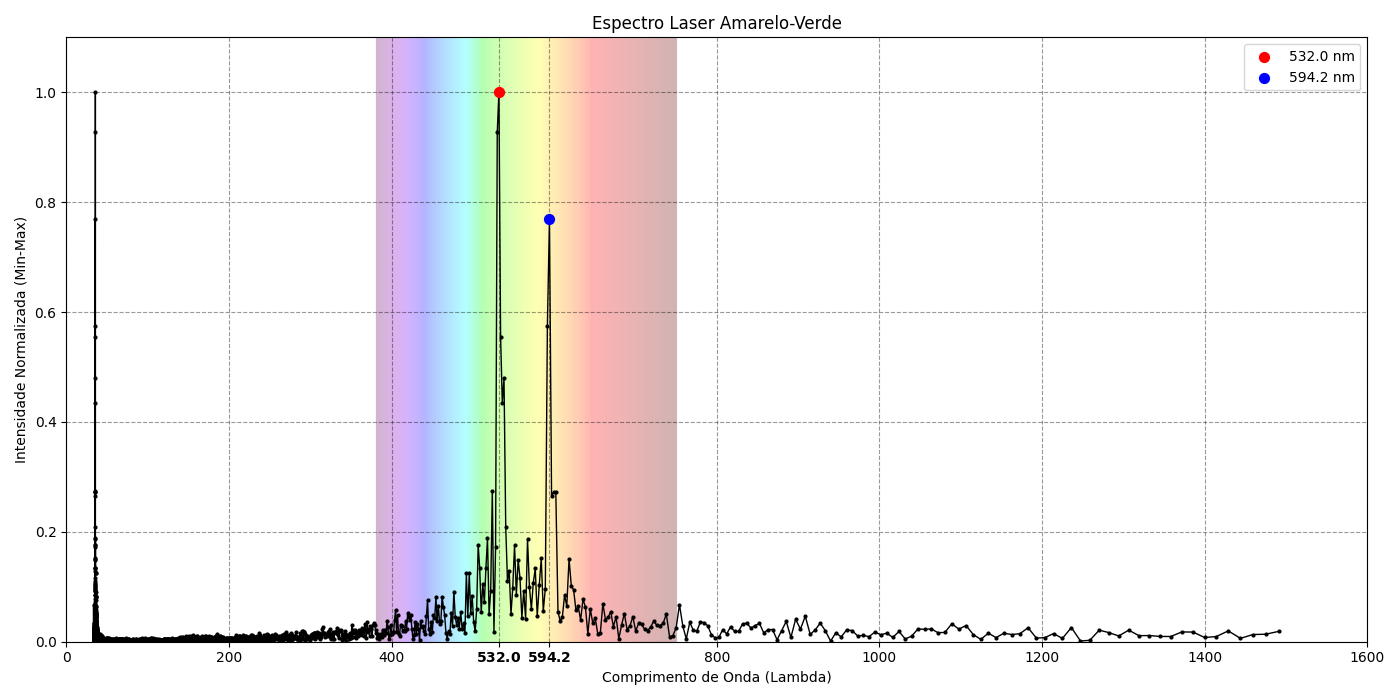 Espectro Laser Amarelo-Verde
532.0 nm
594.2 nm
Intensidade Normalizada (Min-Max)
1.0
0.8
0.6
0.4
0.2
0.0
0 200 400 532.0 594.2 800 1000 1200 1400 1600
Comprimento de Onda (Lambda)